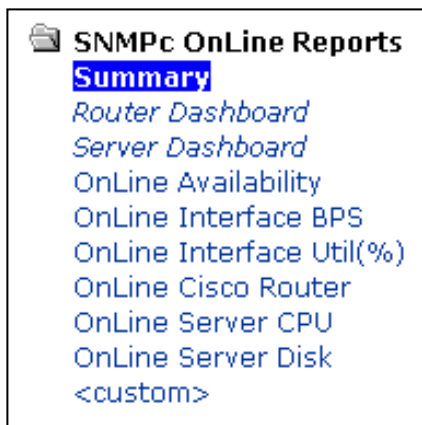 SNMPc OnLine Reports
Summary
Router Dashboard
Server Dashboard
OnLine Availability
OnLine Interface BPS
OnLine Interface Util(%)
OnLine Cisco Router
OnLine Server CPU
OnLine Server Disk
<custom>